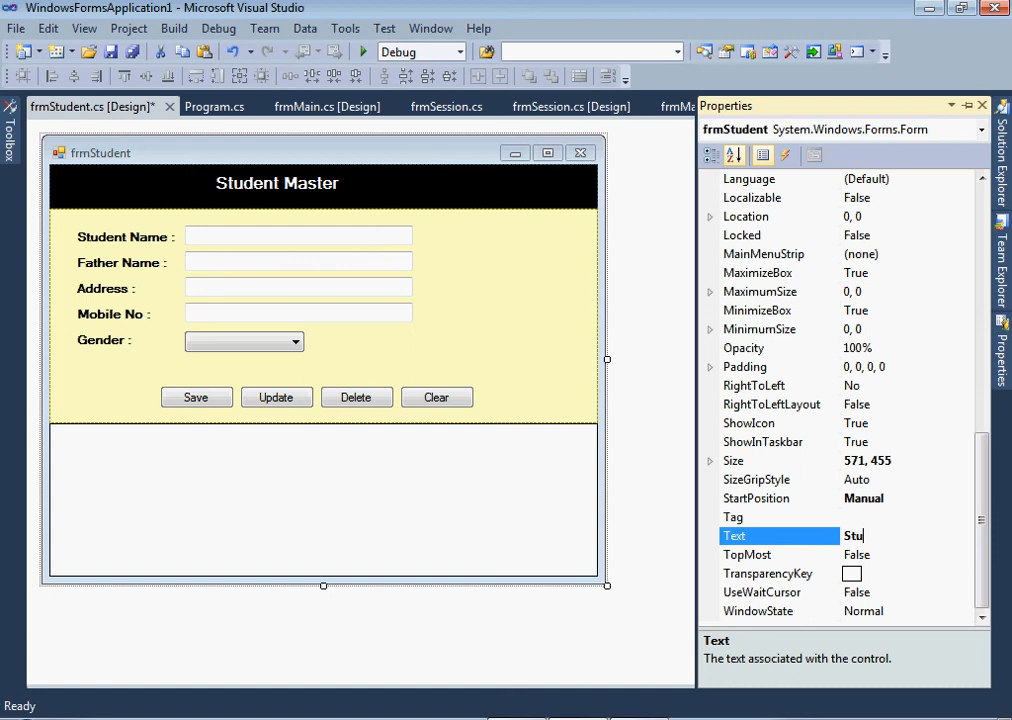 WindowsFormsApplication1 - Microsoft Visual Studio
File Edit View Project Build Debug Team Data Tools Test Window Help
Debug
frmStudent.cs [Design]* Program.cs frmMain.cs [Design] frmSession.cs frmSession.cs [Design] frmMa
Toolbox
frmStudent
Student Master
Student Name :
Father Name :
Address :
Mobile No :
Gender :
Save Update Delete Clear
Properties
frmStudent System.Windows.Forms.Form
Language (Default)
Localizable False
Location 0, 0
Locked False
MainMenuStrip (none)
MaximizeBox True
MaximumSize 0, 0
MinimizeBox True
MinimumSize 0, 0
Opacity 100%
Padding 0, 0, 0, 0
RightToLeft No
RightToLeftLayout False
ShowIcon True
ShowInTaskbar True
Size 571, 455
SizeGripStyle Auto
StartPosition Manual
Tag
Text Stu
TopMost False
TransparencyKey
UseWaitCursor False
WindowState Normal
Text
The text associated with the control.
Solution Explorer
Team Explorer
Properties
Ready